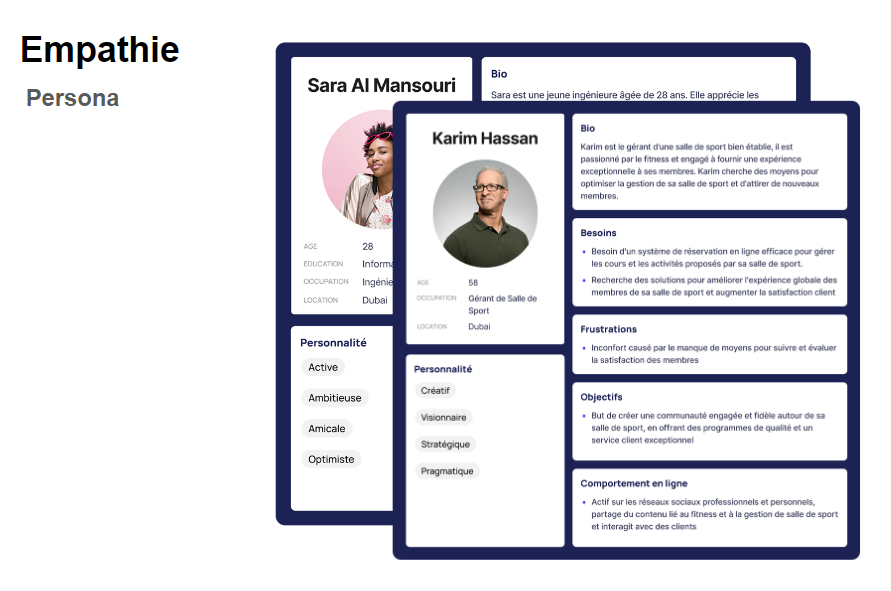 Empathie
Persona
Sara Al Mansouri
AGE 28
EDUCATION
OCCUPATION
LOCATION Dubai
Personnalité
Active
Ambitieuse
Amicale
Optimiste
Bio
Sara est une jeune ingénieure âgée de 28 ans. Elle apprécie les
Karim Hassan
AGE 58
OCCUPATION Gérant de Salle de
Sport
LOCATION Dubai
Personnalité
Créatif
Visionnaire
Stratégique
Pragmatique
Bio
Karim est le gérant d'une salle de sport bien établie, il est
passionné par le fitness et engagé à fournir une expérience
exceptionnelle à ses membres. Karim cherche des moyens pour
optimiser la gestion de sa salle de sport et d'attirer de nouveaux
membres.
Besoins
• Besoin d'un système de réservation en ligne efficace pour gérer
les cours et les activités proposés par sa salle de sport.
• Recherche des solutions pour améliorer l'expérience globale des
membres de sa salle de sport et augmenter la satisfaction client
Frustrations
• Inconfort causé par le manque de moyens pour suivre et évaluer
la satisfaction des membres
Objectifs
• But de créer une communauté engagée et fidèle autour de sa
salle de sport, en offrant des programmes de qualité et un
service client exceptionnel
Comportement en ligne
• Actif sur les réseaux sociaux professionnels et personnels,
partage du contenu lié au fitness et à la gestion de salle de sport
et interagit avec des clients